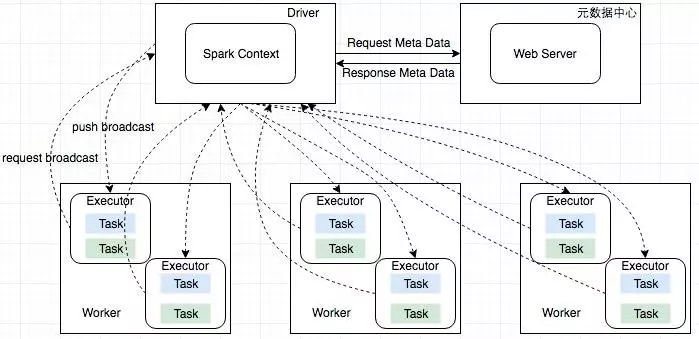 Driver
元数据中心
Spark Context
Request Meta Data
Response Meta Data
Web Server
push broadcast
request broadcast
Executor
Task
Task
Executor
Task
Task
Worker
Executor
Task
Task
Executor
Task
Task
Worker
Executor
Task
Task
Executor
Task
Task
Worker